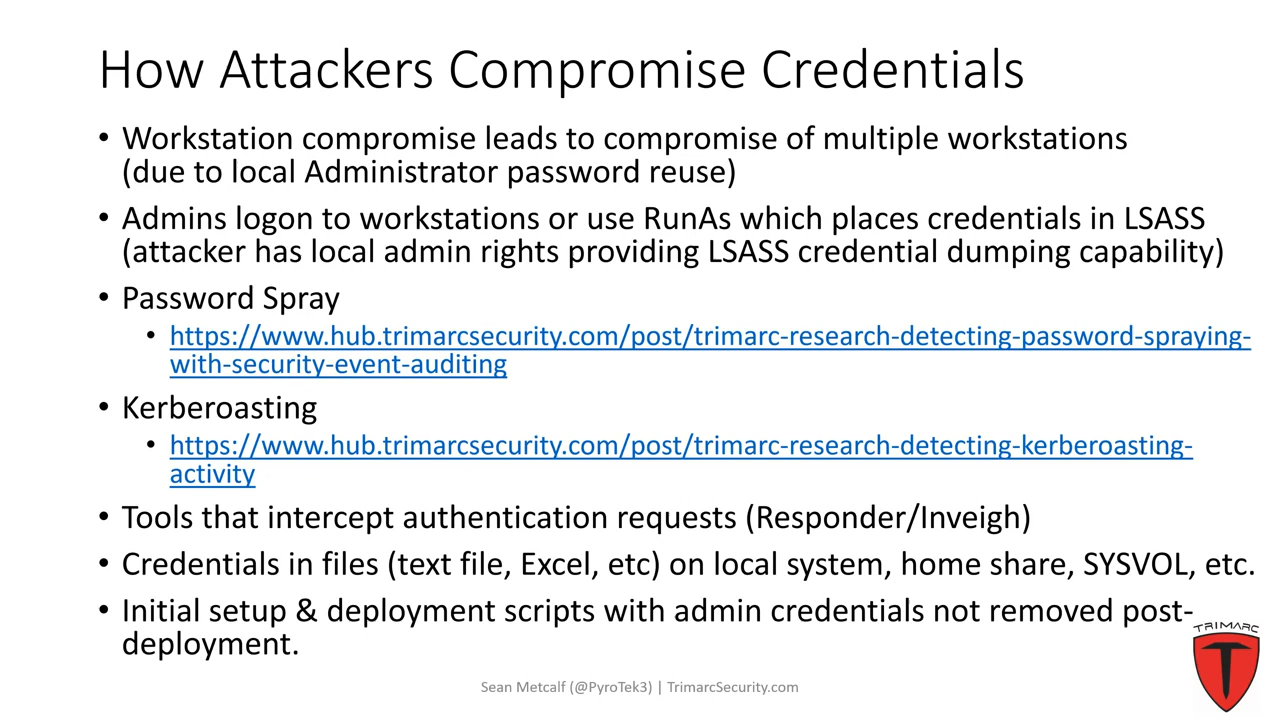 How Attackers Compromise Credentials
• Workstation compromise leads to compromise of multiple workstations
(due to local Administrator password reuse)
• Admins logon to workstations or use RunAs which places credentials in LSASS
(attacker has local admin rights providing LSASS credential dumping capability)
• Password Spray
• https://www.hub.trimarcsecurity.com/post/trimarc-research-detecting-password-spraying-
with-security-event-auditing
• Kerberoasting
• https://www.hub.trimarcsecurity.com/post/trimarc-research-detecting-kerberoasting-
activity
• Tools that intercept authentication requests (Responder/Inveigh)
• Credentials in files (text file, Excel, etc) on local system, home share, SYSVOL, etc.
• Initial setup & deployment scripts with admin credentials not removed post-
deployment.
TRIMARC
Sean Metcalf (@PyroTek3) | TrimarcSecurity.com